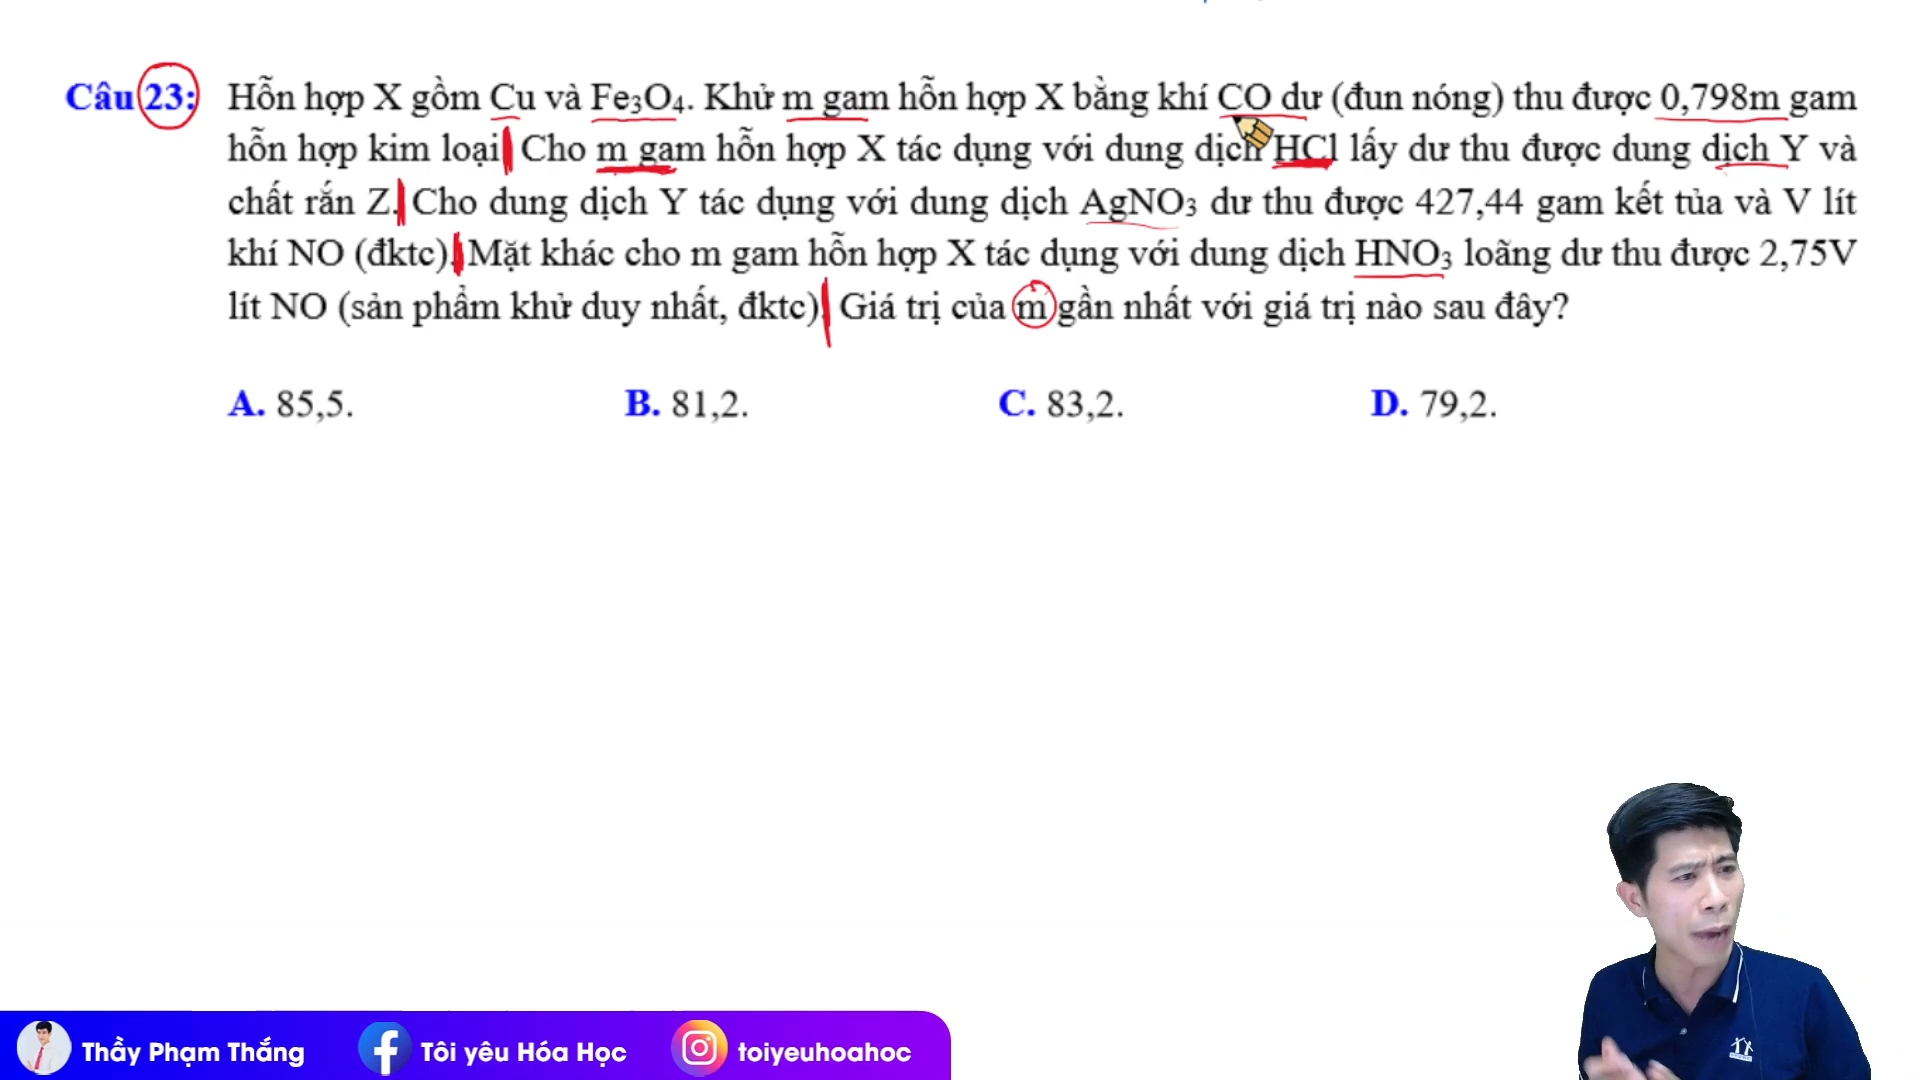 Câu 23: Hỗn hợp X gồm Cu và Fe₃O₄. Khử m gam hỗn hợp X bằng khí CO dư (đun nóng) thu được 0,798m gam
hỗn hợp kim loại. Cho m gam hỗn hợp X tác dụng với dung dịch HCl lấy dư thu được dung dịch Y và
chất rắn Z. Cho dung dịch Y tác dụng với dung dịch AgNO₃ dư thu được 427,44 gam kết tủa và V lít
khí NO (đktc). Mặt khác cho m gam hỗn hợp X tác dụng với dung dịch HNO₃ loãng dư thu được 2,75V
lít NO (sản phẩm khử duy nhất, đktc). Giá trị của m gần nhất với giá trị nào sau đây?
A. 85,5. B. 81,2. C. 83,2. D. 79,2.
Thầy Phạm Thắng Tôi yêu Hóa Học toiyeuhoahoc